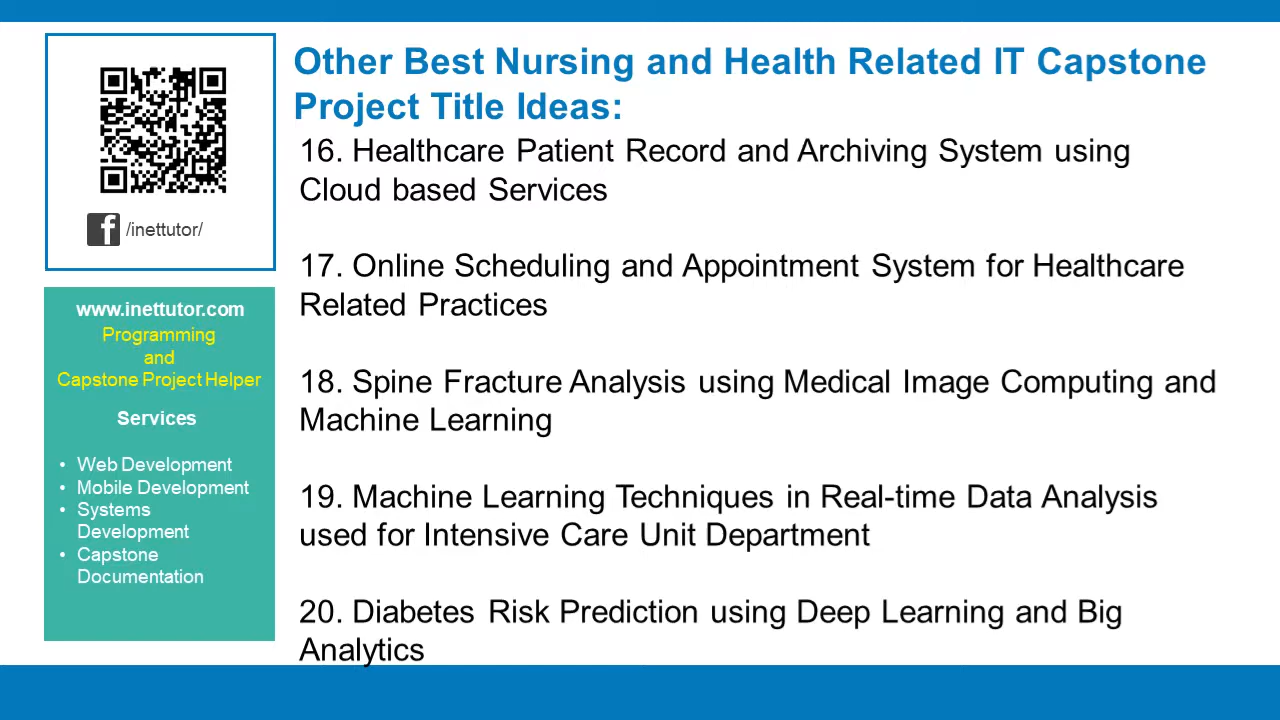 /inettutor/
www.inettutor.com
Programming
and
Capstone Project Helper
Services
• Web Development
• Mobile Development
• Systems
Development
• Capstone
Documentation
Other Best Nursing and Health Related IT Capstone
Project Title Ideas:
16. Healthcare Patient Record and Archiving System using
Cloud based Services
17. Online Scheduling and Appointment System for Healthcare
Related Practices
18. Spine Fracture Analysis using Medical Image Computing and
Machine Learning
19. Machine Learning Techniques in Real-time Data Analysis
used for Intensive Care Unit Department
20. Diabetes Risk Prediction using Deep Learning and Big
Analytics